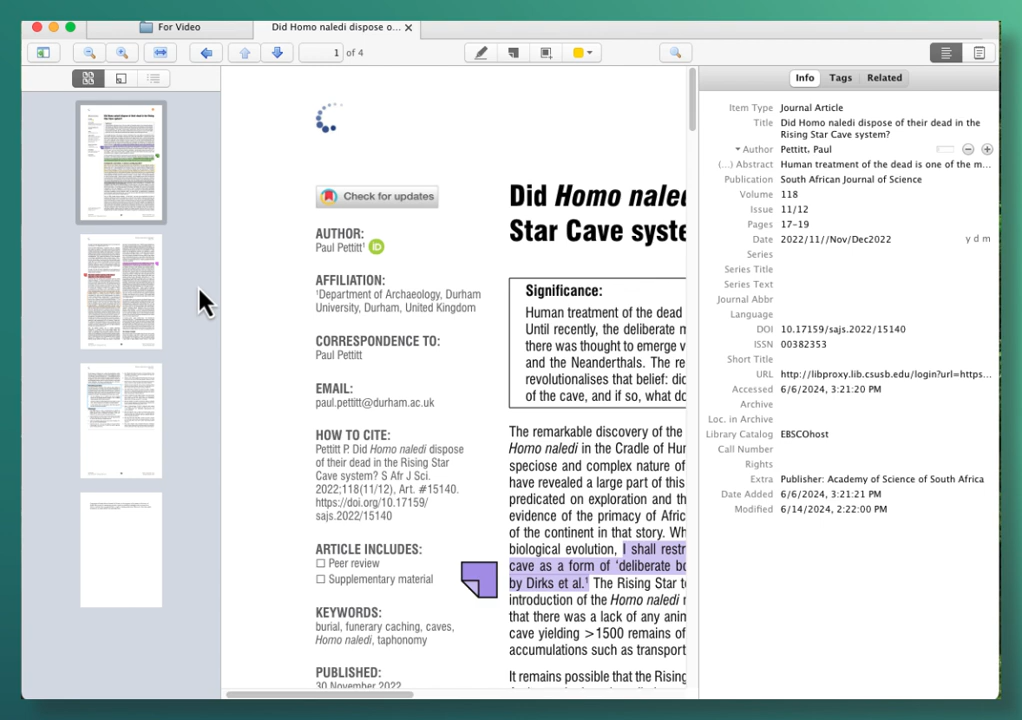 For Video
Did Homo naledi dispose o... ×
1 of 4
Info
Tags
Related
Check for updates
AUTHOR:
Paul Pettitt¹ iD
AFFILIATION:
¹Department of Archaeology, Durham
University, Durham, United Kingdom
CORRESPONDENCE TO:
Paul Pettitt
EMAIL:
paul.pettitt@durham.ac.uk
HOW TO CITE:
Pettitt P. Did Homo naledi dispose
of their dead in the Rising Star
Cave system? S Afr J Sci.
2022;118(11/12), Art. #15140.
https://doi.org/10.17159/
sajs.2022/15140
ARTICLE INCLUDES:
☐ Peer review
☐ Supplementary material
KEYWORDS:
burial, funerary caching, caves,
Homo naledi, taphonomy
PUBLISHED:
30 November 2022
Did Homo naled
Star Cave syste
Significance:
Human treatment of the dead
Until recently, the deliberate m
there was thought to emerge v
and the Neanderthals. The re
revolutionalises that belief: did
of the cave, and if so, what do
The remarkable discovery of the
Homo naledi in the Cradle of Hum
speciose and complex nature of
have revealed a large part of this
predicated on exploration and th
evidence of the primacy of Afric
of the continent in that story. Wh
biological evolution, I shall restr
cave as a form of 'deliberate bo
by Dirks et al.¹ The Rising Star t
introduction of the Homo naledi r
that there was a lack of any anim
cave yielding >1500 remains of
accumulations such as transport
It remains possible that the Rising
Item Type Journal Article
Title Did Homo naledi dispose of their dead in the
Rising Star Cave system?
Author Pettitt, Paul
(...) Abstract Human treatment of the dead is one of the m...
Publication South African Journal of Science
Volume 118
Issue 11/12
Pages 17-19
Date 2022/11//Nov/Dec2022 y d m
Series
Series Title
Series Text
Journal Abbr
Language
DOI 10.17159/sajs.2022/15140
ISSN 00382353
Short Title
URL http://libproxy.lib.csusb.edu/login?url=https...
Accessed 6/6/2024, 3:21:20 PM
Archive
Loc. in Archive
Library Catalog EBSCOhost
Call Number
Rights
Extra Publisher: Academy of Science of South Africa
Date Added 6/6/2024, 3:21:21 PM
Modified 6/14/2024, 2:22:00 PM